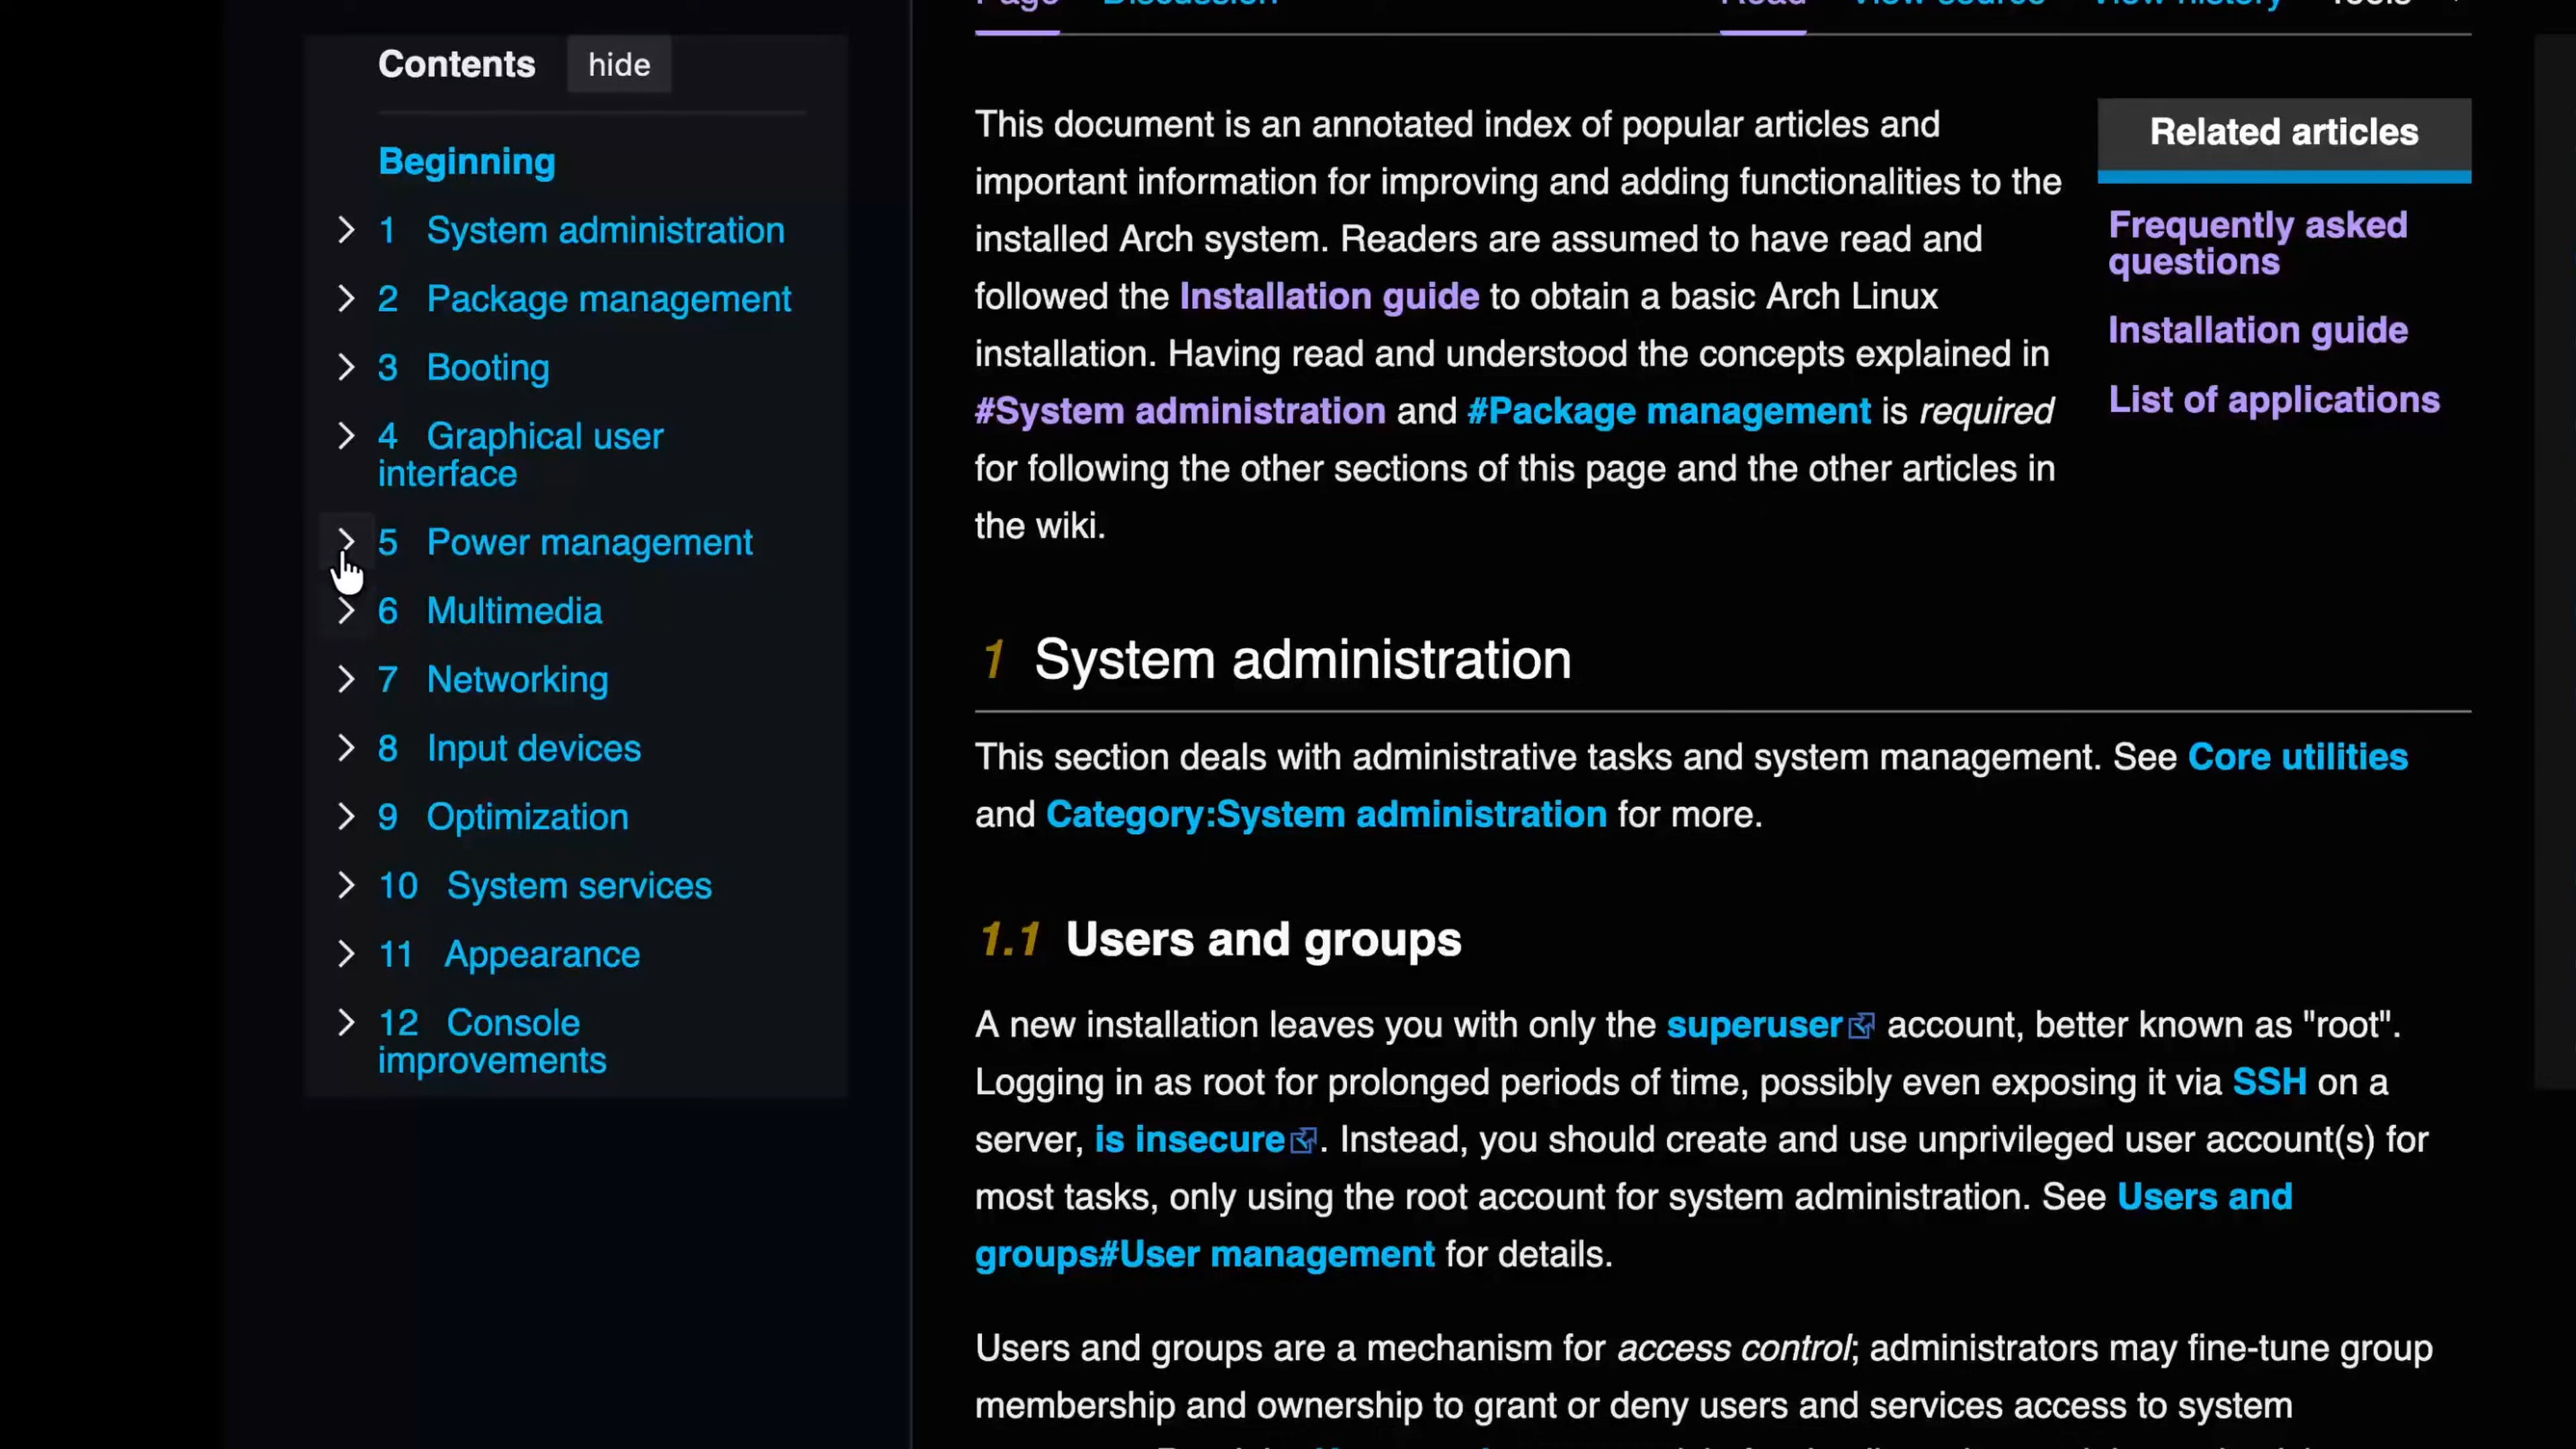 Page Discussion Read View source View history Tools
Contents hide
Beginning
1 System administration
2 Package management
3 Booting
4 Graphical user
interface
5 Power management
6 Multimedia
7 Networking
8 Input devices
9 Optimization
10 System services
11 Appearance
12 Console
improvements
This document is an annotated index of popular articles and
important information for improving and adding functionalities to the
installed Arch system. Readers are assumed to have read and
followed the Installation guide to obtain a basic Arch Linux
installation. Having read and understood the concepts explained in
#System administration and #Package management is required
for following the other sections of this page and the other articles in
the wiki.
Related articles
Frequently asked
questions
Installation guide
List of applications
1 System administration
This section deals with administrative tasks and system management. See Core utilities
and Category:System administration for more.
1.1 Users and groups
A new installation leaves you with only the superuser account, better known as "root".
Logging in as root for prolonged periods of time, possibly even exposing it via SSH on a
server, is insecure. Instead, you should create and use unprivileged user account(s) for
most tasks, only using the root account for system administration. See Users and
groups#User management for details.
Users and groups are a mechanism for access control; administrators may fine-tune group
membership and ownership to grant or deny users and services access to system